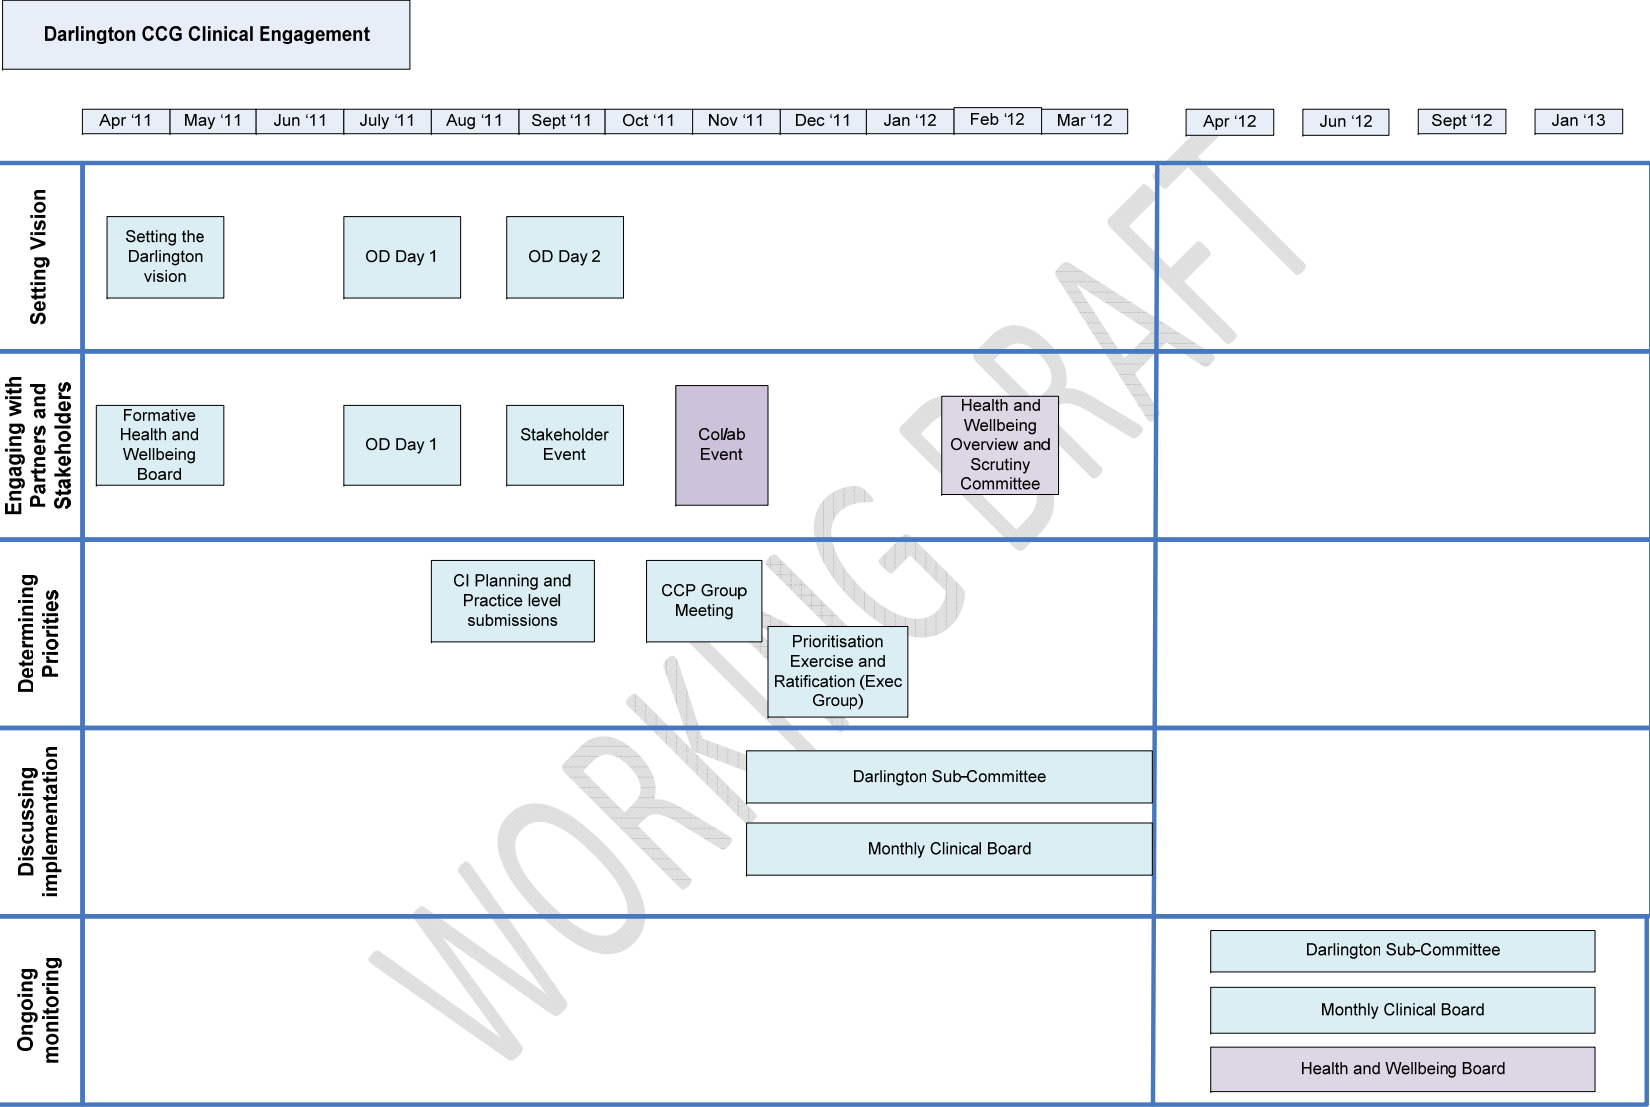 Darlington CCG Clinical Engagement
Apr ‘11
May ‘11
Jun ‘11
July ‘11
Aug ‘11
Sept ‘11
Oct ‘11
Nov ‘11
Dec ‘11
Jan ‘12
Feb ‘12
Mar ‘12
Apr ‘12
Jun ‘12
Sept ‘12
Jan ‘13
Setting Vision
Setting the
Darlington
vision
OD Day 1
OD Day 2
Engaging with
Partners and
Stakeholders
Formative
Health and
Wellbeing
Board
OD Day 1
Stakeholder
Event
Collab
Event
Health and
Wellbeing
Overview and
Scrutiny
Committee
Determining
Priorities
CI Planning and
Practice level
submissions
CCP Group
Meeting
Prioritisation
Exercise and
Ratification (Exec
Group)
Discussing
implementation
Darlington Sub-Committee
Monthly Clinical Board
Ongoing
monitoring
Darlington Sub-Committee
Monthly Clinical Board
Health and Wellbeing Board
WORKING DRAFT